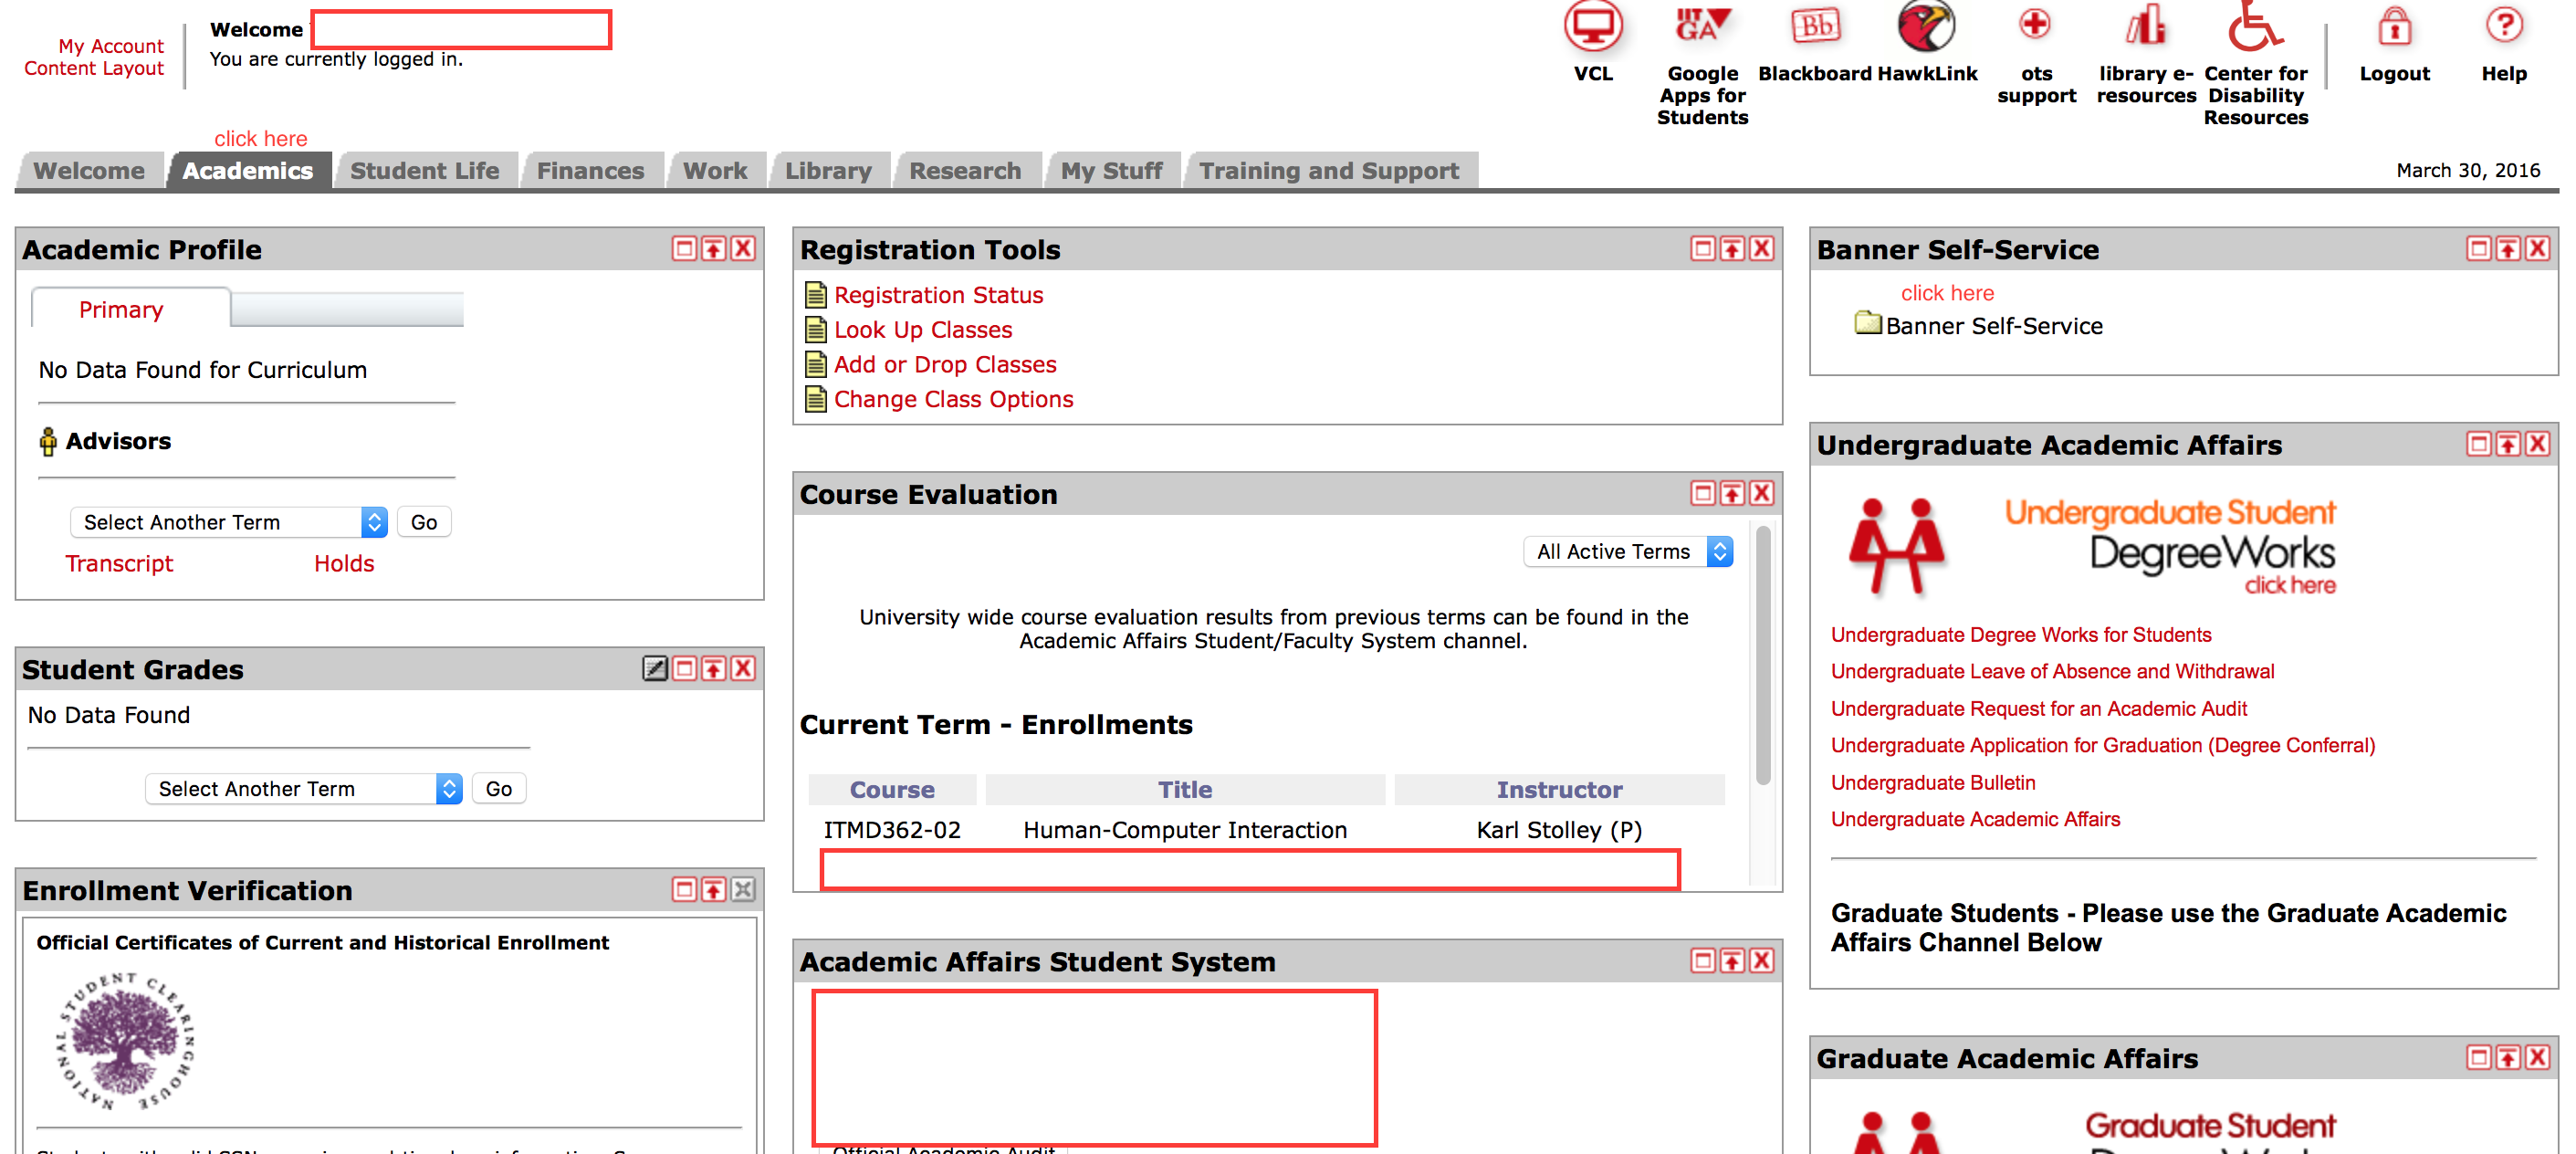 My Account
Content Layout
Welcome
You are currently logged in.
VCL
Google Apps for Students
Blackboard
HawkLink
ots support
library e-resources
Center for Disability Resources
Logout
Help
IIT
GA
Bb
click here
Welcome
Academics
Student Life
Finances
Work
Library
Research
My Stuff
Training and Support
March 30, 2016
Academic Profile
Primary
No Data Found for Curriculum
Advisors
Select Another Term
Go
Transcript
Holds
Student Grades
No Data Found
Select Another Term
Go
Enrollment Verification
Official Certificates of Current and Historical Enrollment
NATIONAL STUDENT CLEARINGHOUSE
Registration Tools
Registration Status
Look Up Classes
Add or Drop Classes
Change Class Options
Course Evaluation
All Active Terms
University wide course evaluation results from previous terms can be found in the
Academic Affairs Student/Faculty System channel.
Current Term - Enrollments
Course Title Instructor
ITMD362-02 Human-Computer Interaction Karl Stolley (P)
Academic Affairs Student System
Official Academic Audit
Banner Self-Service
click here
Banner Self-Service
Undergraduate Academic Affairs
Undergraduate Student
DegreeWorks
click here
Undergraduate Degree Works for Students
Undergraduate Leave of Absence and Withdrawal
Undergraduate Request for an Academic Audit
Undergraduate Application for Graduation (Degree Conferral)
Undergraduate Bulletin
Undergraduate Academic Affairs
Graduate Students - Please use the Graduate Academic
Affairs Channel Below
Graduate Academic Affairs
Graduate Student
DegreeWorks